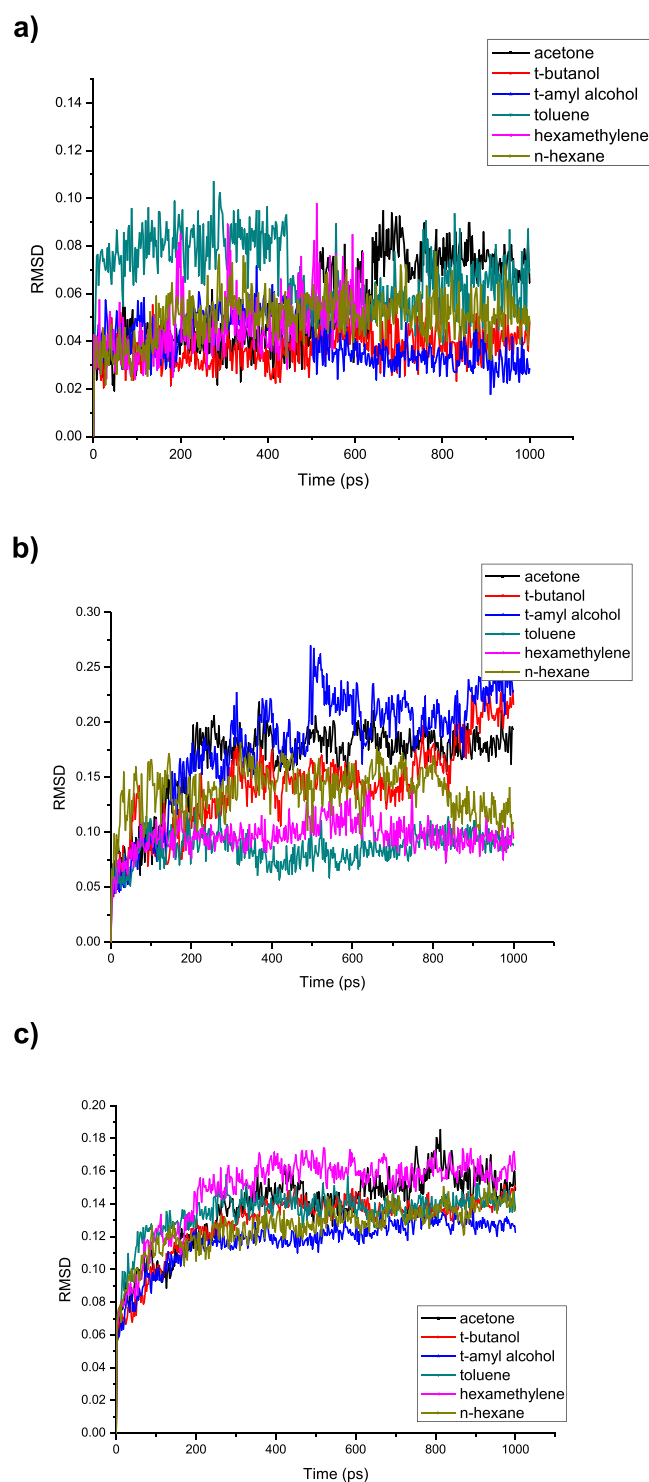 a)
acetone
t-butanol
t-amyl alcohol
toluene
hexamethylene
n-hexane
0.14
0.12
0.10
0.08
0.06
0.04
0.02
0.00
RMSD
0 200 400 600 800 1000
Time (ps)
b)
acetone
t-butanol
t-amyl alcohol
toluene
hexamethylene
n-hexane
0.30
0.25
0.20
0.15
0.10
0.05
0.00
RMSD
0 200 400 600 800 1000
Time (ps)
c)
0.20
0.18
0.16
0.14
0.12
0.10
0.08
0.06
0.04
0.02
0.00
RMSD
acetone
t-butanol
t-amyl alcohol
toluene
hexamethylene
n-hexane
0 200 400 600 800 1000
Time (ps)